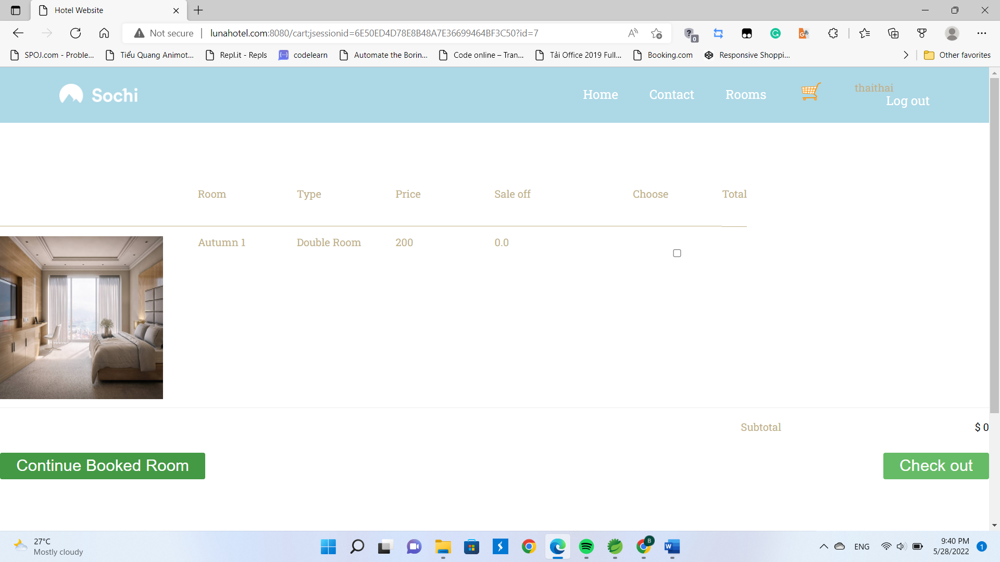 Hotel Website
Not secure
lunahotel.com:8080/cart;jsessionid=6E50ED4D78E8B48A7E36699464BF3C50?id=7
0
SPOJ.com - Proble...
Tiểu Quang Animot...
Repl.it - Repls
codelearn
Automate the Borin...
Code online – Tran...
Tải Office 2019 Full...
Booking.com
Responsive Shoppi...
Other favorites
Sochi
Home
Contact
Rooms
thaithai
Log out
Room
Type
Price
Sale off
Choose
Total
Autumn 1
Double Room
200
0.0
Subtotal
$ 0
Continue Booked Room
Check out
27°C
Mostly cloudy
B
W
ENG
9:40 PM
5/28/2022
1